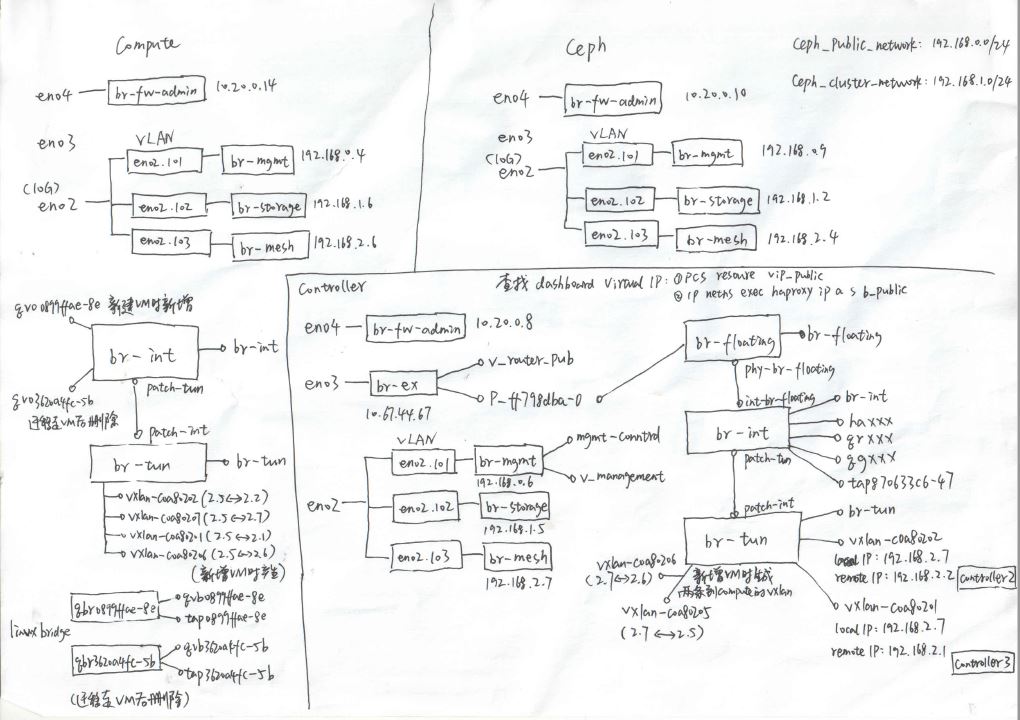 Compute
eno4
br-fw-admin
10.20.0.14
eno3
VLAN
eno2.101
br-mgmt
192.168.0.4
(10G)
eno2
eno2.102
br-storage
192.168.1.6
eno2.103
br-mesh
192.168.2.6
Ceph
Ceph_Public_network: 192.168.0.0/24
Ceph_cluster_network: 192.168.1.0/24
eno4
br-fw-admin
10.20.0.10
eno3
VLAN
(10G)
eno2
eno2.101
br-mgmt
192.168.0.9
eno2.102
br-storage
192.168.1.2
eno2.103
br-mesh
192.168.2.4
qvo0899ffae-8e 新建VM时新增
br-int
br-int
patch-tun
qvo3620a4fc-5b
迁移至VM后删除
patch-int
br-tun
br-tun
vxlan-c0a80202 (2.5<->2.2)
vxlan-c0a80207 (2.5<->2.7)
vxlan-c0a80201 (2.5<->2.1)
vxlan-c0a80206 (2.5<->2.6)
(新增VM时产生)
qbr0899ffae-8e
qvb0899ffae-8e
tap0899ffae-8e
linux bridge
qbr3620a4fc-5b
qvb3620a4fc-5b
tap3620a4fc-5b
(迁移至VM后删除)
Controller
查找 dashboard virtual IP: ①PCS resoure vip_public
② ip netns exec haproxy ip a s b_public
eno4
br-fw-admin
10.20.0.8
eno3
br-ex
v_router_pub
P_ff798dba-0
10.67.44.67
VLAN
eno2
eno2.101
br-mgmt
192.168.0.6
mgmt-conntrd
v_management
eno2.102
br-storage
192.168.1.5
eno2.103
br-mesh
192.168.2.7
br-floating
br-floating
phy-br-floating
int-br-floating
br-int
br-int
haxxx
qrxxx
qgxxx
tap870633c6-47
patch-tun
patch-int
br-tun
br-tun
vxlan-c0a80202
local IP: 192.168.2.7
remote IP: 192.168.2.2
Controller2
vxlan-c0a80201
local IP: 192.168.2.7
remote IP: 192.168.2.1
Controller3
vxlan-c0a80206
(2.7<->2.6)
新增VM时生成
两条到compute的vxlan
vxlan-c0a80205
(2.7<->2.5)